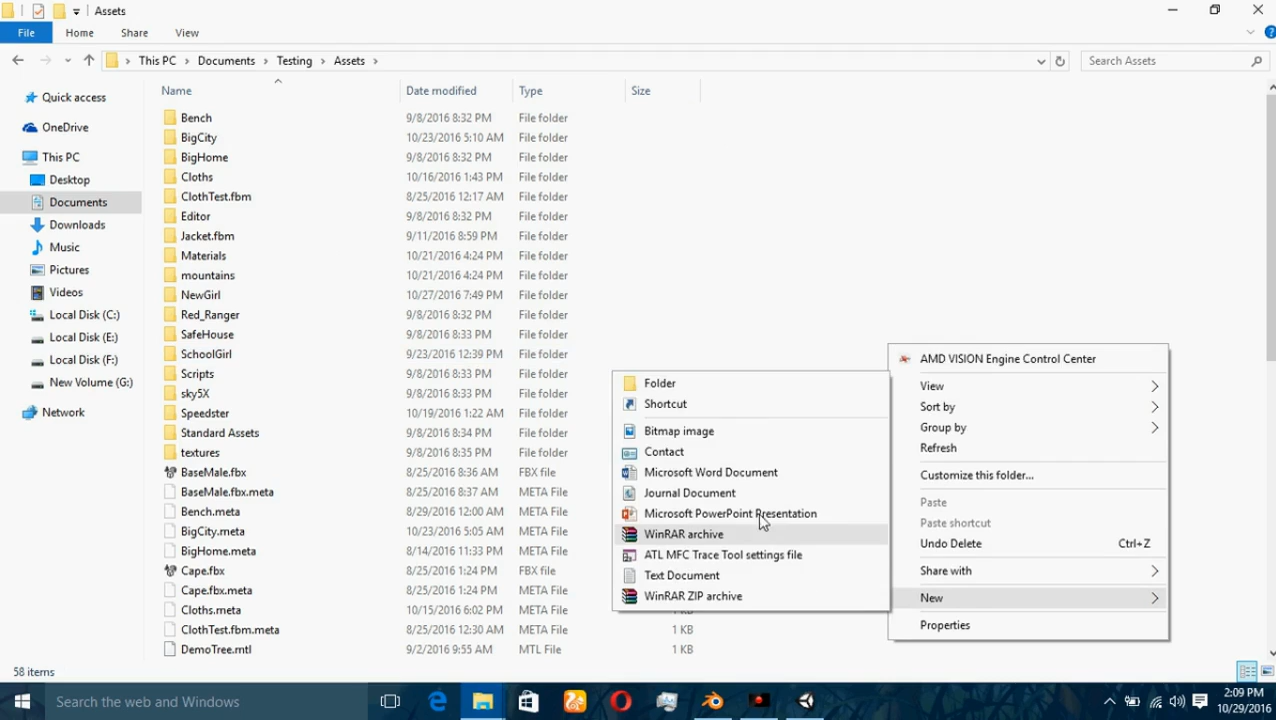 Assets
File Home Share View
This PC Documents Testing Assets
Search Assets
Name Date modified Type Size
Quick access
OneDrive
This PC
Desktop
Documents
Downloads
Music
Pictures
Videos
Local Disk (C:)
Local Disk (E:)
Local Disk (F:)
New Volume (G:)
Network
Bench 9/8/2016 8:32 PM File folder
BigCity 10/23/2016 5:10 AM File folder
BigHome 9/8/2016 8:32 PM File folder
Cloths 10/16/2016 1:43 PM File folder
ClothTest.fbm 8/25/2016 12:17 AM File folder
Editor 9/8/2016 8:32 PM File folder
Jacket.fbm 9/11/2016 8:59 PM File folder
Materials 10/21/2016 4:24 PM File folder
mountains 10/21/2016 4:24 PM File folder
NewGirl 10/27/2016 7:49 PM File folder
Red_Ranger 9/8/2016 8:32 PM File folder
SafeHouse 9/8/2016 8:33 PM File folder
SchoolGirl 9/23/2016 12:39 PM File folder
Scripts 9/8/2016 8:33 PM File folder
sky5X 9/8/2016 8:33 PM File folder
Speedster 10/19/2016 1:22 AM File folder
Standard Assets 9/8/2016 8:34 PM File folder
textures 9/8/2016 8:35 PM File folder
BaseMale.fbx 8/25/2016 8:36 AM FBX file
BaseMale.fbx.meta 8/25/2016 8:37 AM META File
Bench.meta 8/29/2016 12:00 AM META File
BigCity.meta 10/23/2016 5:05 AM META File
BigHome.meta 8/14/2016 11:33 PM META File
Cape.fbx 8/25/2016 1:24 PM FBX file
Cape.fbx.meta 8/25/2016 1:24 PM META File
Cloths.meta 10/15/2016 6:02 PM META File
ClothTest.fbm.meta 8/25/2016 12:30 AM META File 1 KB
DemoTree.mtl 9/2/2016 9:55 AM MTL File 1 KB
Folder
Shortcut
Bitmap image
Contact
Microsoft Word Document
Journal Document
Microsoft PowerPoint Presentation
WinRAR archive
ATL MFC Trace Tool settings file
Text Document
WinRAR ZIP archive
AMD VISION Engine Control Center
View
Sort by
Group by
Refresh
Customize this folder...
Paste
Paste shortcut
Undo Delete Ctrl+Z
Share with
New
Properties
58 items
Search the web and Windows
2:09 PM
10/29/2016